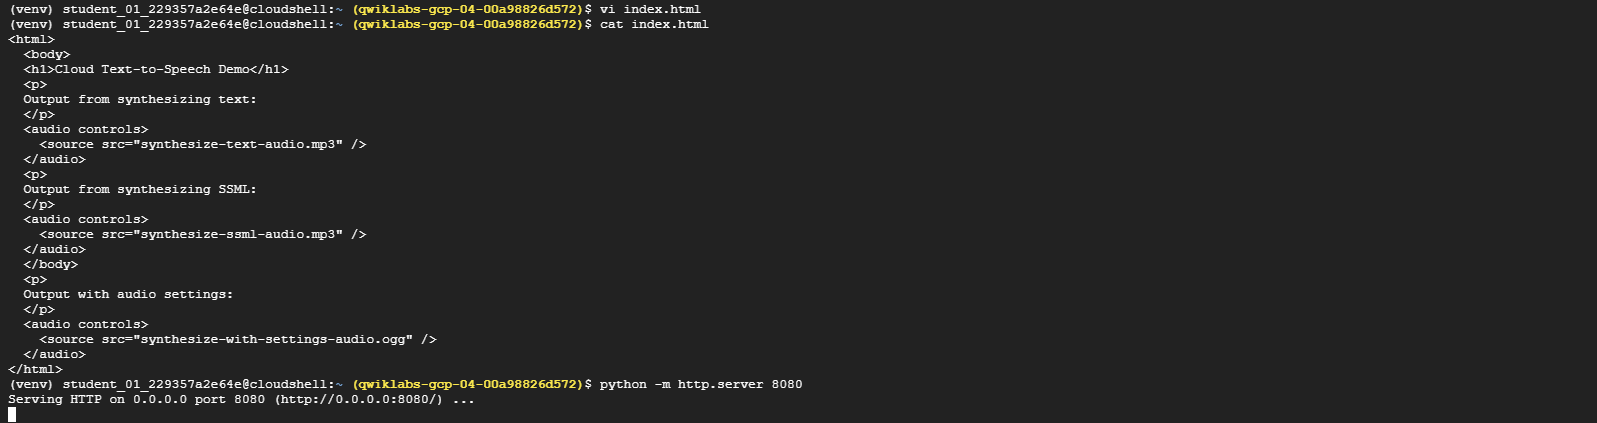 (venv) student_01_229357a2e64e@cloudshell:~ (qwiklabs-gcp-04-00a98826d572)$ vi index.html
(venv) student_01_229357a2e64e@cloudshell:~ (qwiklabs-gcp-04-00a98826d572)$ cat index.html
<html>
  <body>
  <h1>Cloud Text-to-Speech Demo</h1>
  <p>
  Output from synthesizing text:
  </p>
  <audio controls>
    <source src="synthesize-text-audio.mp3" />
  </audio>
  <p>
  Output from synthesizing SSML:
  </p>
  <audio controls>
    <source src="synthesize-ssml-audio.mp3" />
  </audio>
  </body>
  <p>
  Output with audio settings:
  </p>
  <audio controls>
    <source src="synthesize-with-settings-audio.ogg" />
  </audio>
</html>
(venv) student_01_229357a2e64e@cloudshell:~ (qwiklabs-gcp-04-00a98826d572)$ python -m http.server 8080
Serving HTTP on 0.0.0.0 port 8080 (http://0.0.0.0:8080/) ...